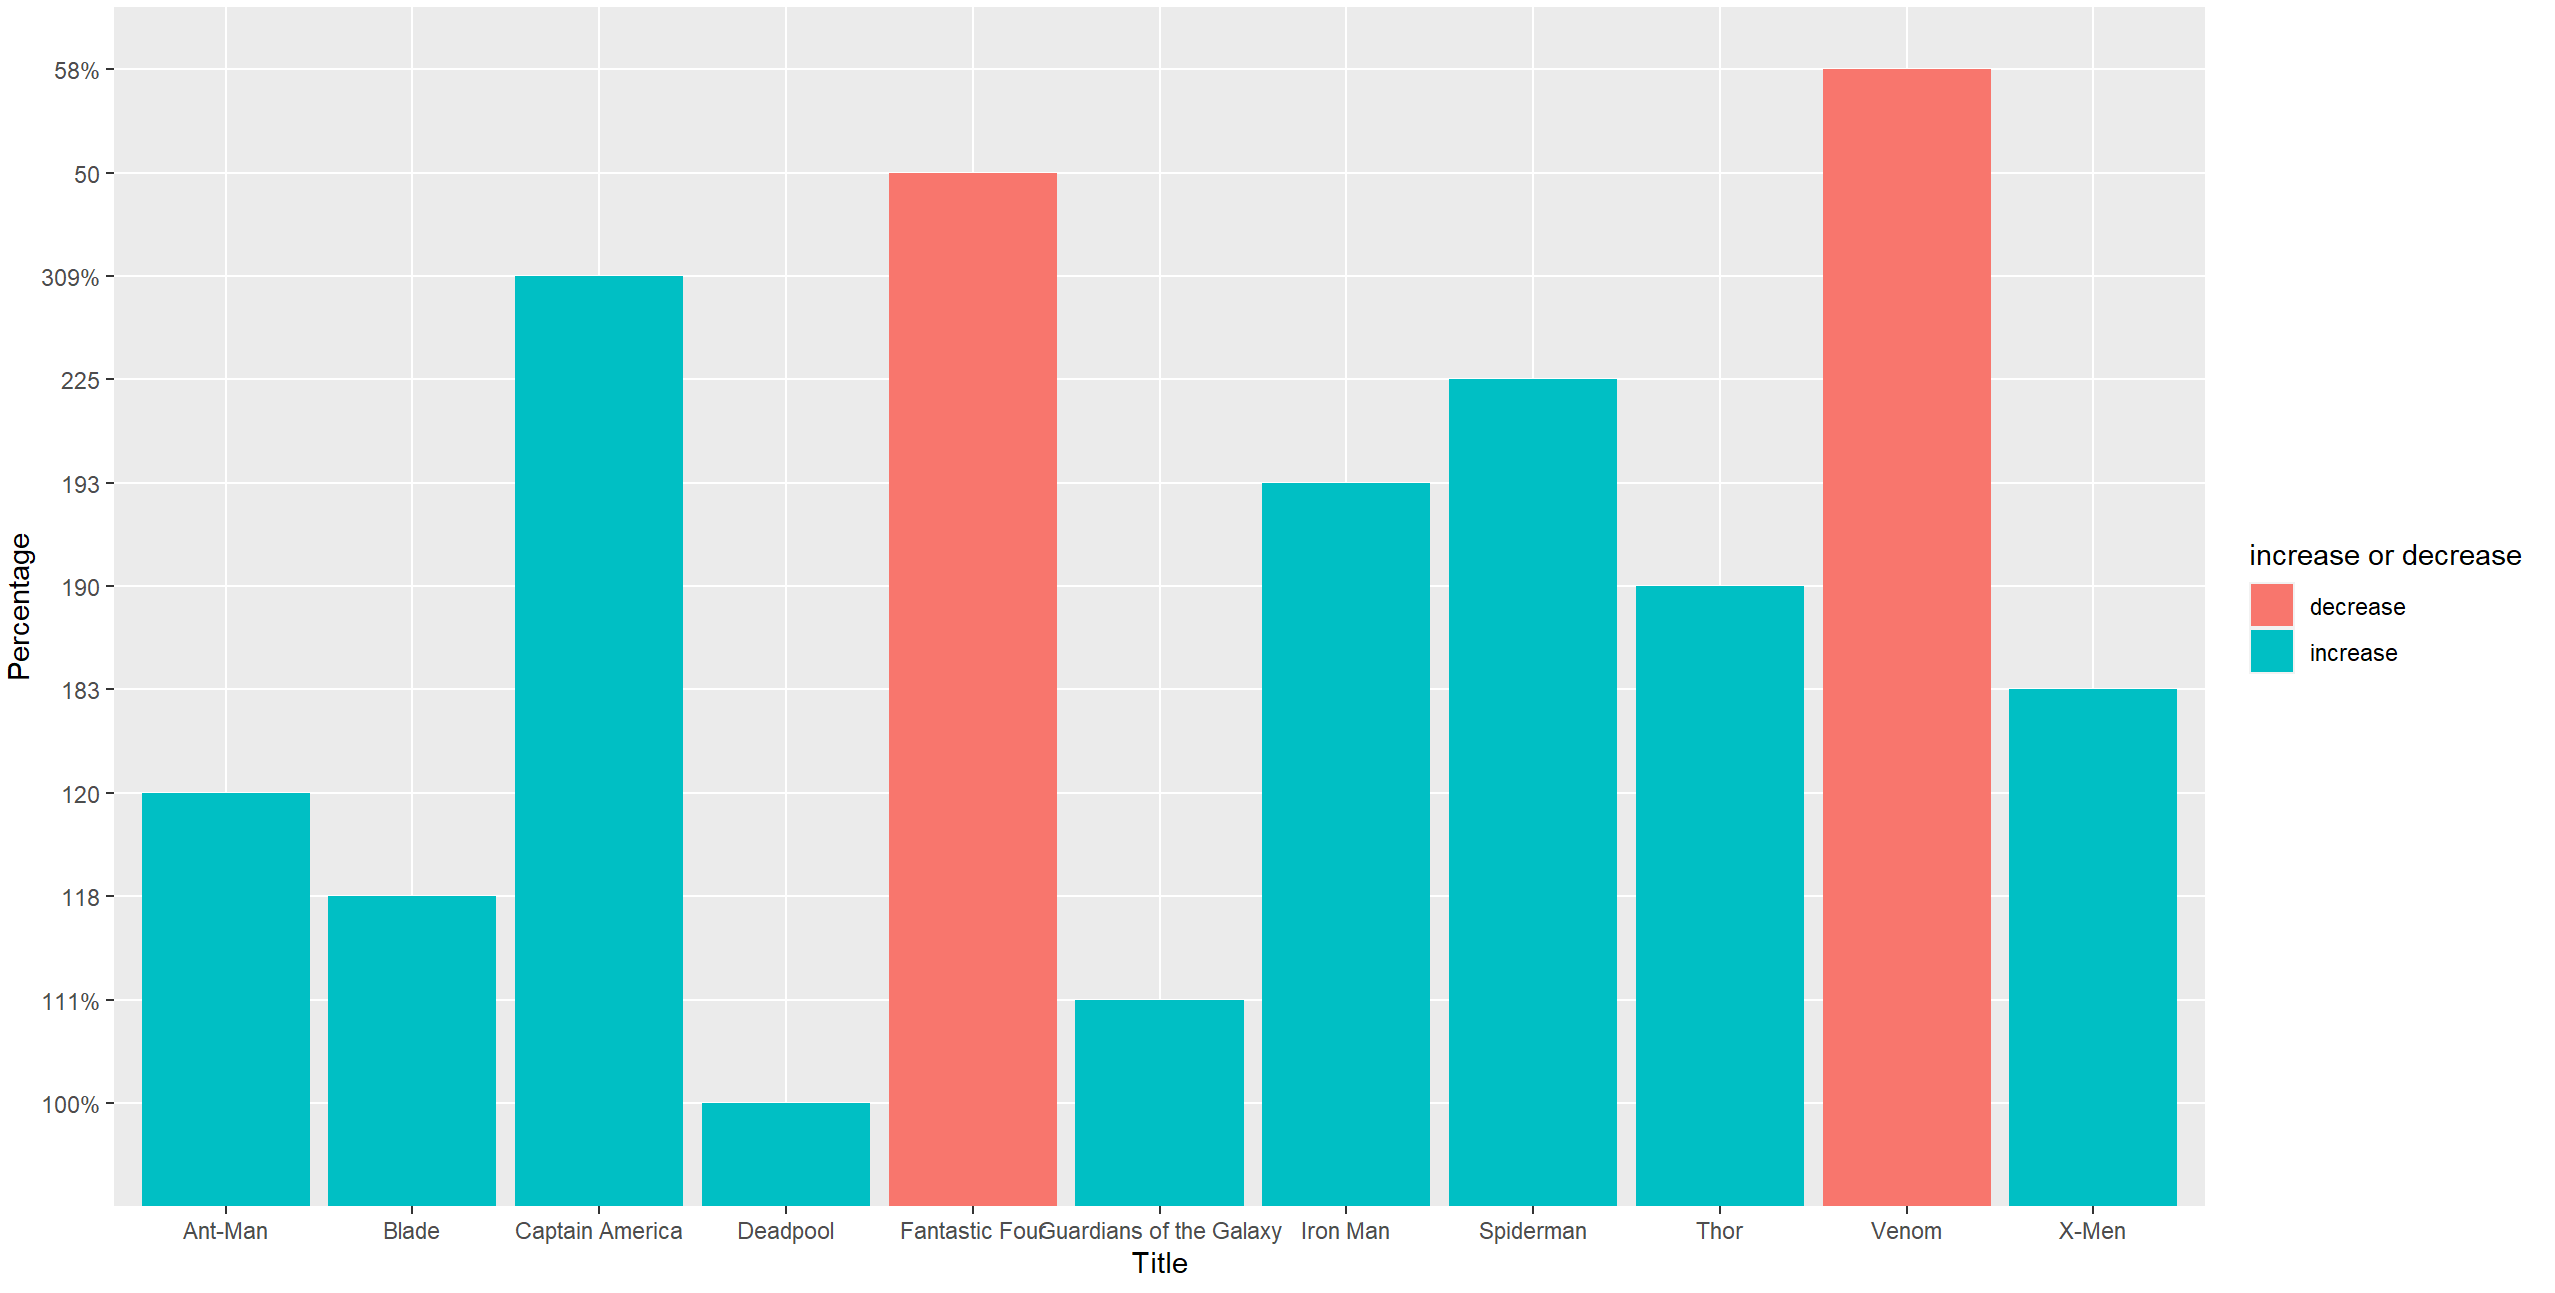 58%
50
309%
225
193
190
183
120
118
111%
100%
Percentage
Ant-Man Blade Captain America Deadpool Fantastic Four Guardians of the Galaxy Iron Man Spiderman Thor Venom X-Men
Title
increase or decrease
decrease
increase